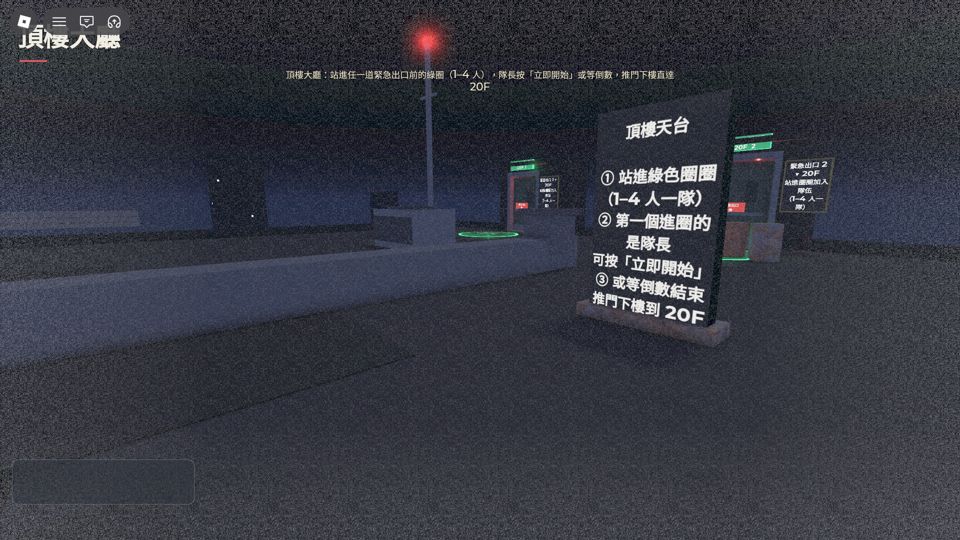 頂樓大廳
頂樓大廳：站進任一道緊急出口前的綠圈（1–4 人），隊長按「立即開始」或等倒數，推門下樓直達
20F
頂樓天台
① 站進綠色圈圈
（1–4 人一隊）
② 第一個進圈的
是隊長
可按「立即開始」
③ 或等倒數結束
推門下樓到 20F
20F 2
緊急出口 2
▼ 20F
站進圈圈加入
隊伍
（1–4 人一
隊）